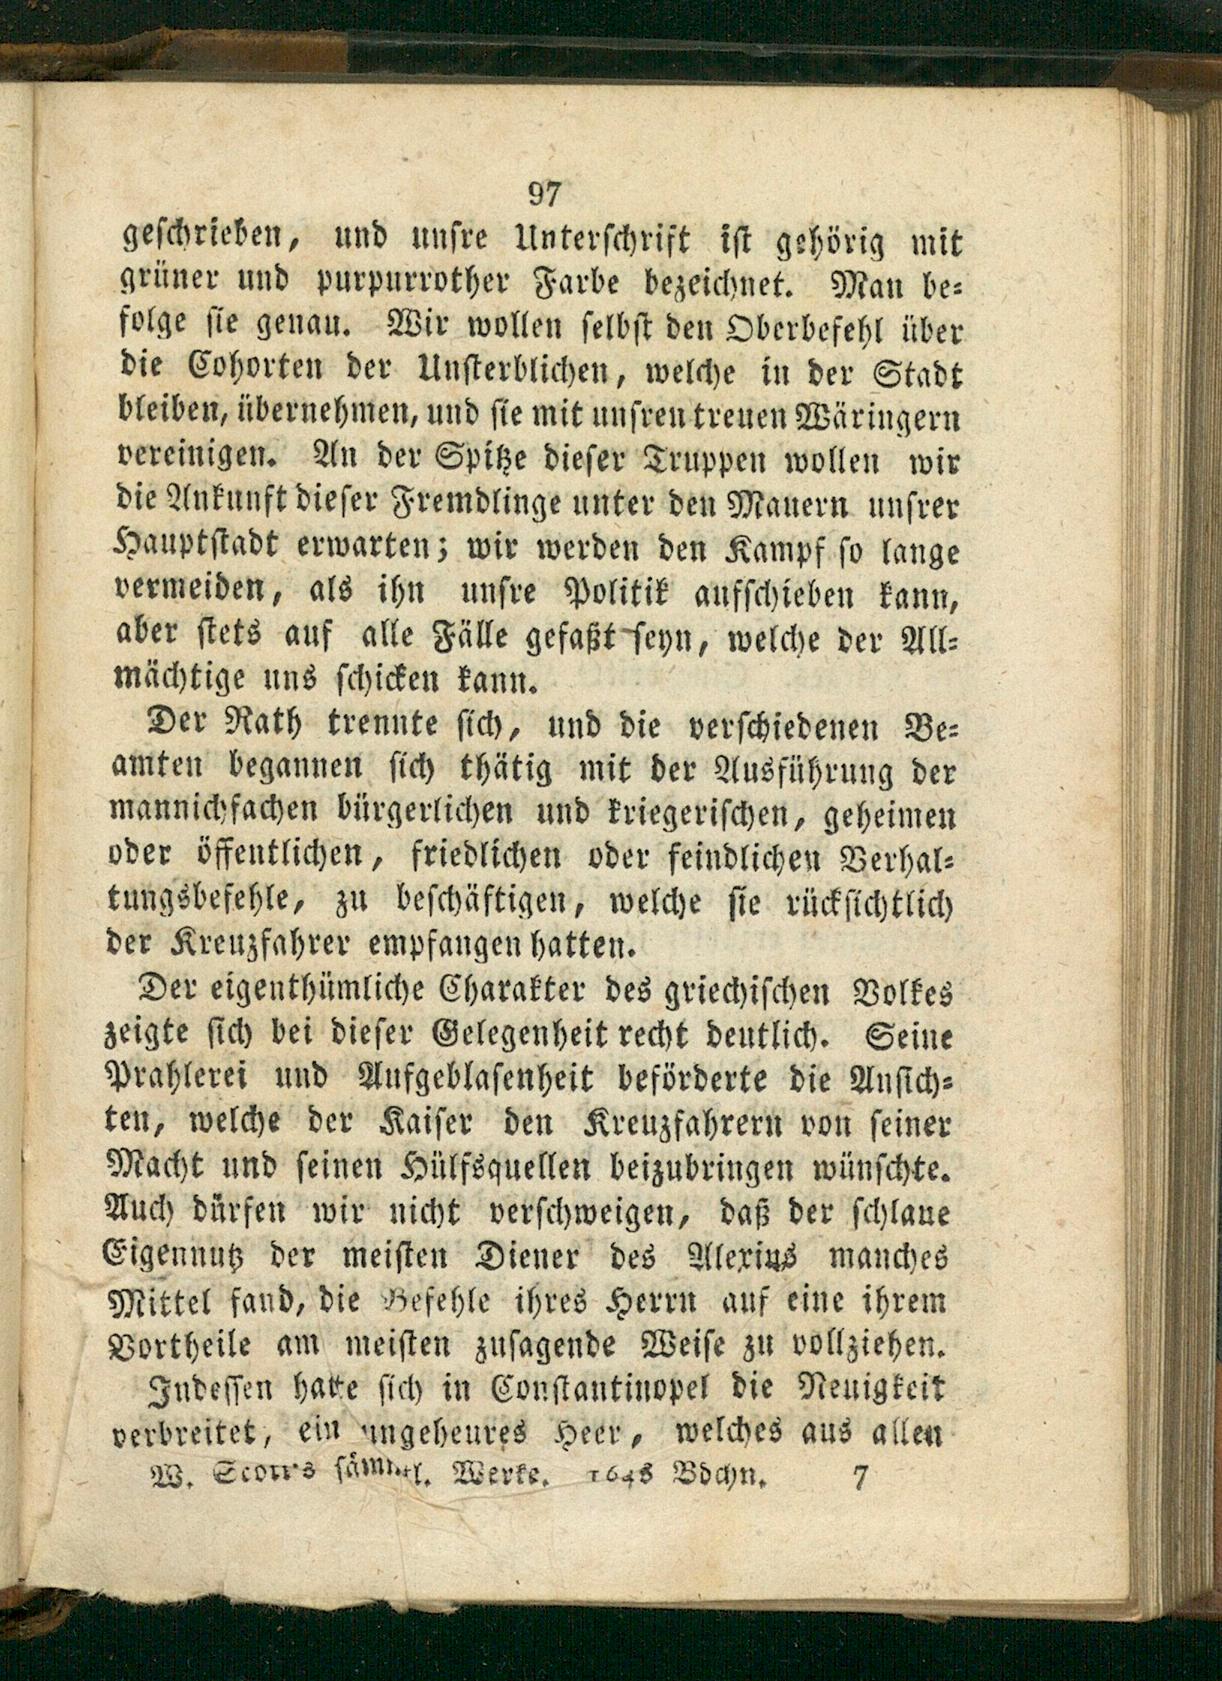 97
geschrieben, und unsre Unterschrift ist gehörig mit
grüner und purpurrother Farbe bezeichnet. Man be-
folge sie genau. Wir wollen selbst den Oberbefehl über
die Cohorten der Unsterblichen, welche in der Stadt
bleiben, übernehmen, und sie mit unsren treuen Wäringern
vereinigen. An der Spitze dieser Truppen wollen wir
die Ankunft dieser Fremdlinge unter den Mauern unsrer
Hauptstadt erwarten; wir werden den Kampf so lange
vermeiden, als ihn unsre Politik aufschieben kann,
aber stets auf alle Fälle gefaßt seyn, welche der All-
mächtige uns schicken kann.
Der Rath trennte sich, und die verschiedenen Be-
amten begannen sich thätig mit der Ausführung der
mannichfachen bürgerlichen und kriegerischen, geheimen
oder öffentlichen, friedlichen oder feindlichen Verhal-
tungsbefehle, zu beschäftigen, welche sie rücksichtlich
der Kreuzfahrer empfangen hatten.
Der eigenthümliche Charakter des griechischen Volkes
zeigte sich bei dieser Gelegenheit recht deutlich. Seine
Prahlerei und Aufgeblasenheit beförderte die Ansich-
ten, welche der Kaiser den Kreuzfahrern von seiner
Macht und seinen Hülfsquellen beizubringen wünschte.
Auch dürfen wir nicht verschweigen, daß der schlaue
Eigennutz der meisten Diener des Alexius manches
Mittel fand, die Befehle ihres Herrn auf eine ihrem
Vortheile am meisten zusagende Weise zu vollziehen.
Indessen hatte sich in Constantinopel die Neuigkeit
verbreitet, ein ungeheures Heer, welches aus allen
W. Scott's sämmtl. Werke. 164s Bdchn. 7